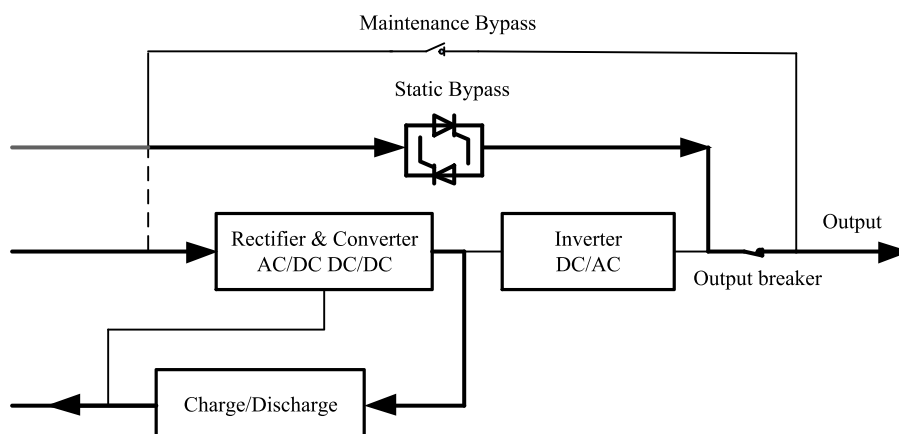 Maintenance Bypass
Static Bypass
Rectifier & Converter
AC/DC DC/DC
Inverter
DC/AC
Output
Output breaker
Charge/Discharge